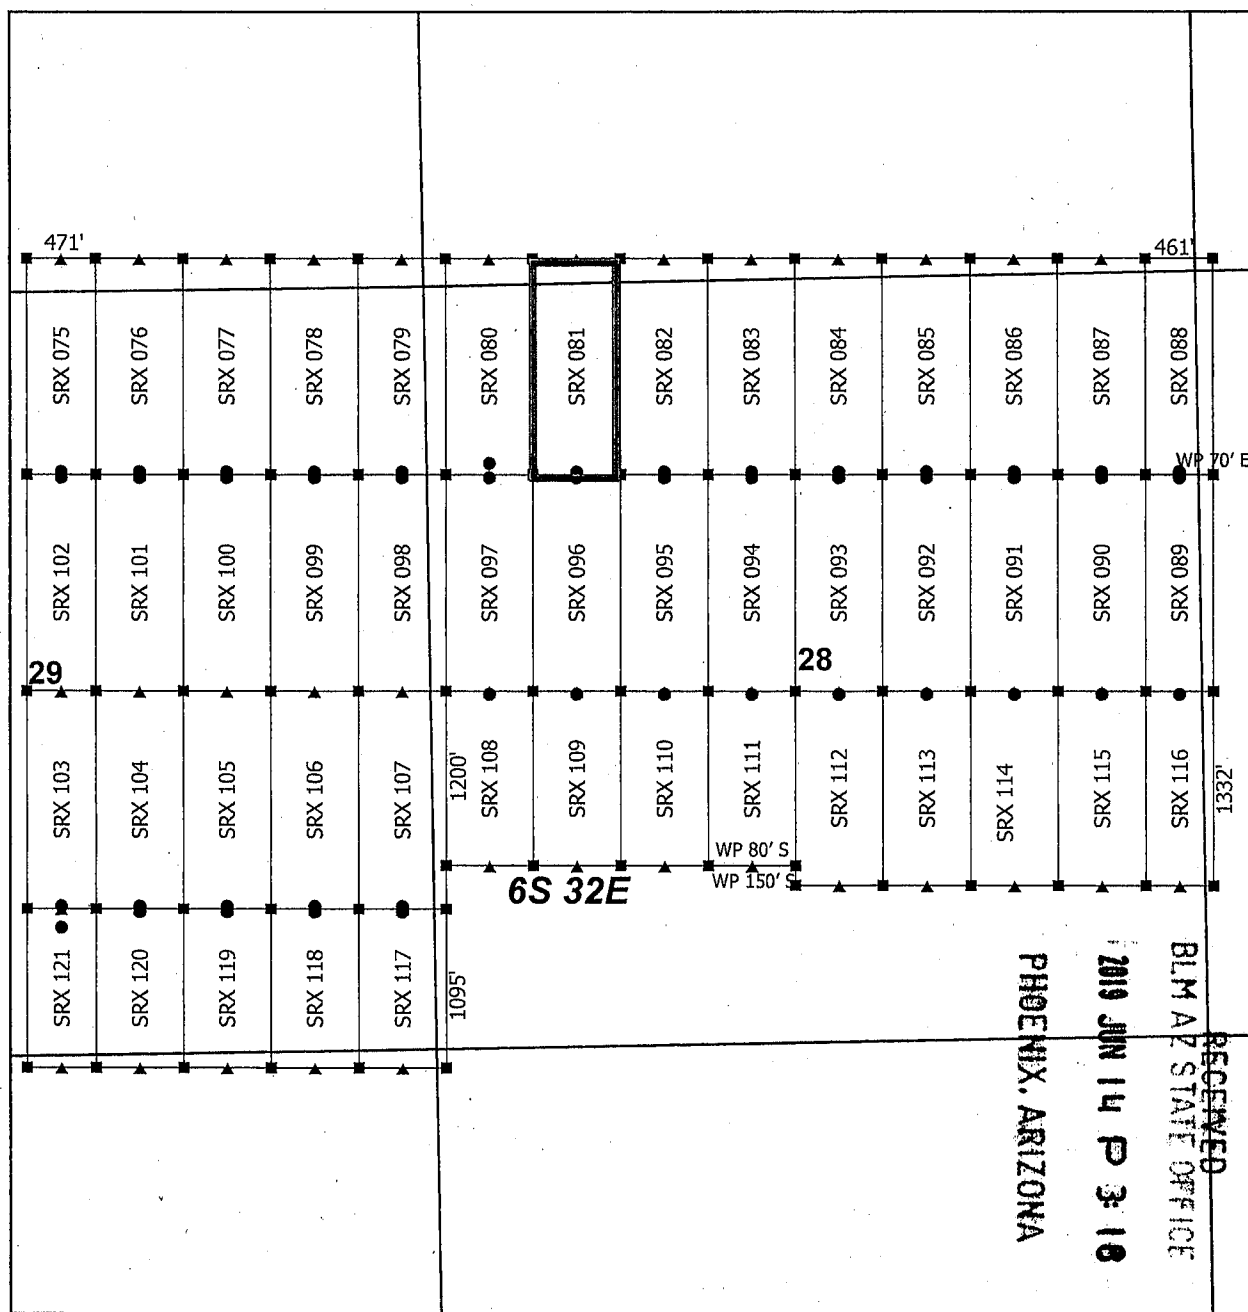 471'
461'
SRX 075
SRX 076
SRX 077
SRX 078
SRX 079
SRX 080
SRX 081
SRX 082
SRX 083
SRX 084
SRX 085
SRX 086
SRX 087
SRX 088
WP 70' E
SRX 102
SRX 101
SRX 100
SRX 099
SRX 098
SRX 097
SRX 096
SRX 095
SRX 094
SRX 093
SRX 092
SRX 091
SRX 090
SRX 089
29
28
SRX 103
SRX 104
SRX 105
SRX 106
SRX 107
1200'
SRX 108
SRX 109
SRX 110
SRX 111
SRX 112
SRX 113
SRX 114
SRX 115
SRX 116
1332'
WP 80' S
WP 150' S
6S 32E
SRX 121
SRX 120
SRX 119
SRX 118
SRX 117
1095'
RECEIVED
BLM AZ STATE OFFICE
2019 JUN 14 P 3:18
PHOENIX, ARIZONA